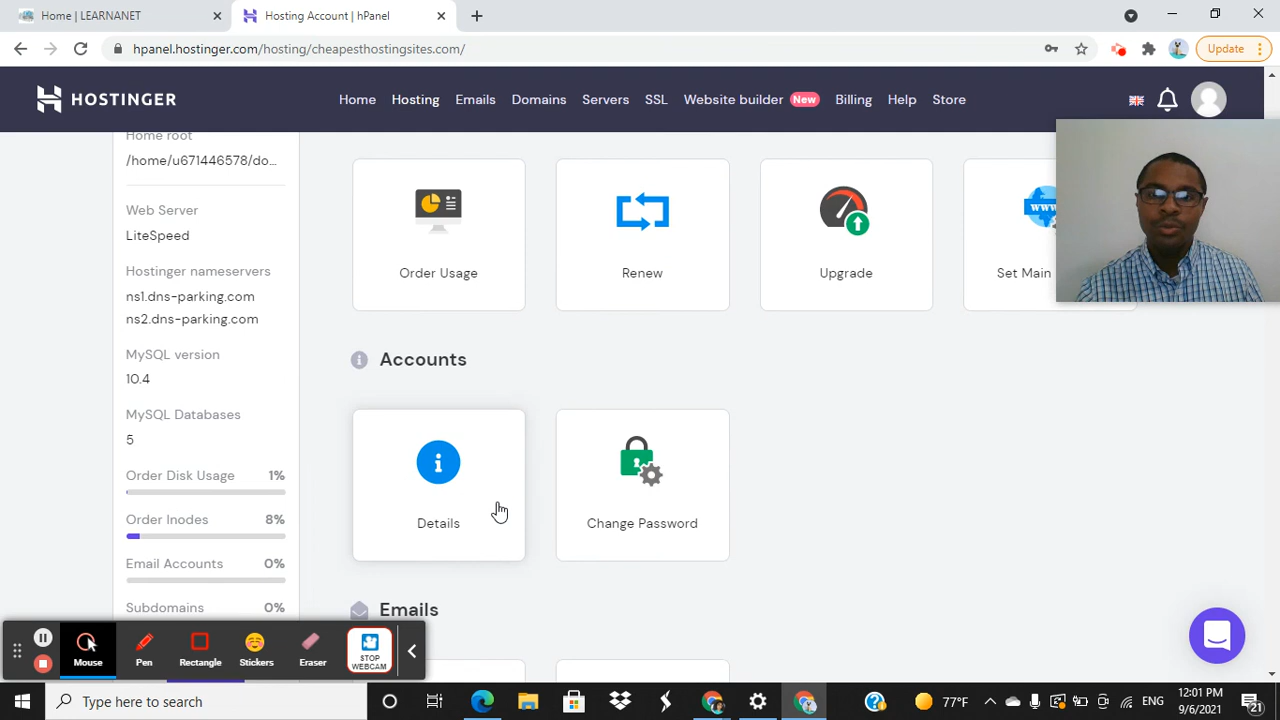 Home | LEARNANET
Hosting Account | hPanel
hpanel.hostinger.com/hosting/cheapesthostingsites.com/
Update
HOSTINGER
Home Hosting Emails Domains Servers SSL Website builder New Billing Help Store
Home root
/home/u671446578/do...
Web Server
LiteSpeed
Hostinger nameservers
ns1.dns-parking.com
ns2.dns-parking.com
MySQL version
10.4
MySQL Databases
5
Order Disk Usage 1%
Order Inodes 8%
Email Accounts 0%
Subdomains 0%
Order Usage
Renew
Upgrade
WWW
Set Main
Accounts
Details
Change Password
Emails
Mouse
Pen
Rectangle
Stickers
Eraser
STOP
WEBCAM
Type here to search
77°F
ENG
12:01 PM
9/6/2021
21